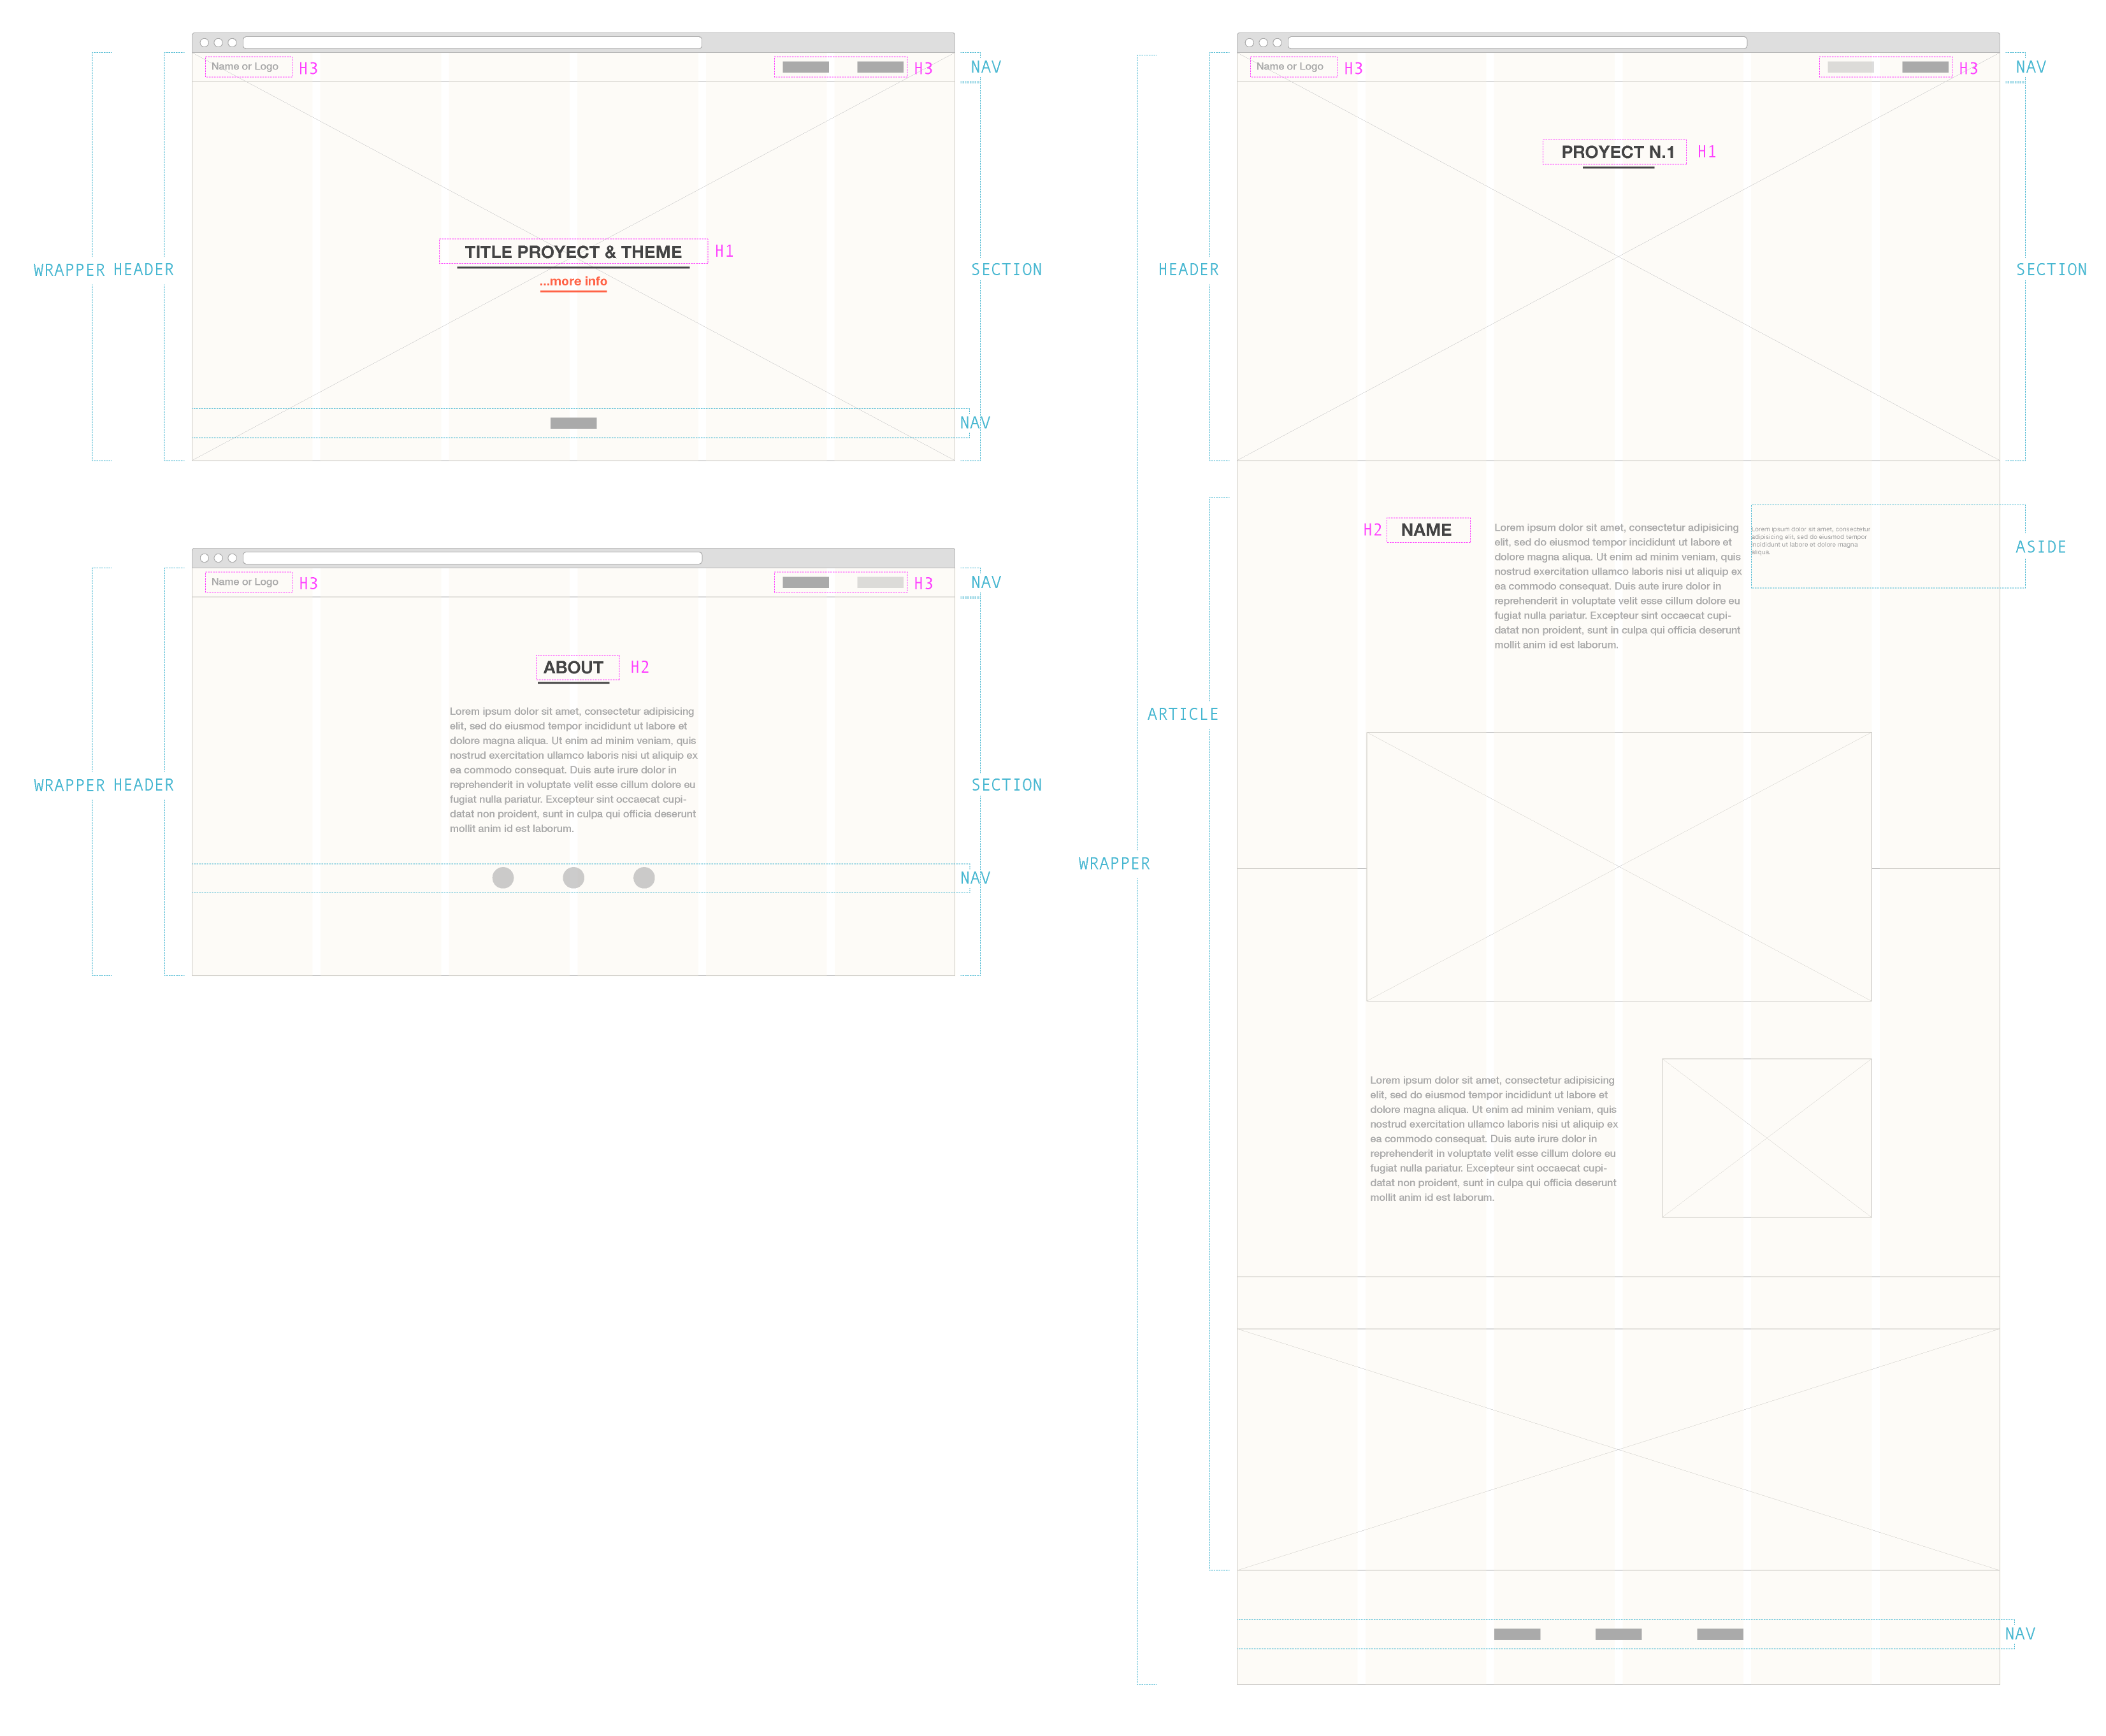 Name or Logo
H3
H3
NAV
TITLE PROYECT & THEME
H1
...more info
WRAPPER
HEADER
SECTION
NAV
Name or Logo
H3
H3
NAV
ABOUT
H2
Lorem ipsum dolor sit amet, consectetur adipisicing
elit, sed do eiusmod tempor incididunt ut labore et
dolore magna aliqua. Ut enim ad minim veniam, quis
nostrud exercitation ullamco laboris nisi ut aliquip ex
ea commodo consequat. Duis aute irure dolor in
reprehenderit in voluptate velit esse cillum dolore eu
fugiat nulla pariatur. Excepteur sint occaecat cupi-
datat non proident, sunt in culpa qui officia deserunt
mollit anim id est laborum.
WRAPPER
HEADER
SECTION
NAV
Name or Logo
H3
H3
NAV
PROYECT N.1
H1
HEADER
SECTION
H2
NAME
Lorem ipsum dolor sit amet, consectetur adipisicing
elit, sed do eiusmod tempor incididunt ut labore et
dolore magna aliqua. Ut enim ad minim veniam, quis
nostrud exercitation ullamco laboris nisi ut aliquip ex
ea commodo consequat. Duis aute irure dolor in
reprehenderit in voluptate velit esse cillum dolore eu
fugiat nulla pariatur. Excepteur sint occaecat cupi-
datat non proident, sunt in culpa qui officia deserunt
mollit anim id est laborum.
Lorem ipsum dolor sit amet, consectetur
adipisicing elit, sed do eiusmod tempor
incididunt ut labore et dolore magna
aliqua.
ASIDE
ARTICLE
WRAPPER
Lorem ipsum dolor sit amet, consectetur adipisicing
elit, sed do eiusmod tempor incididunt ut labore et
dolore magna aliqua. Ut enim ad minim veniam, quis
nostrud exercitation ullamco laboris nisi ut aliquip ex
ea commodo consequat. Duis aute irure dolor in
reprehenderit in voluptate velit esse cillum dolore eu
fugiat nulla pariatur. Excepteur sint occaecat cupi-
datat non proident, sunt in culpa qui officia deserunt
mollit anim id est laborum.
NAV